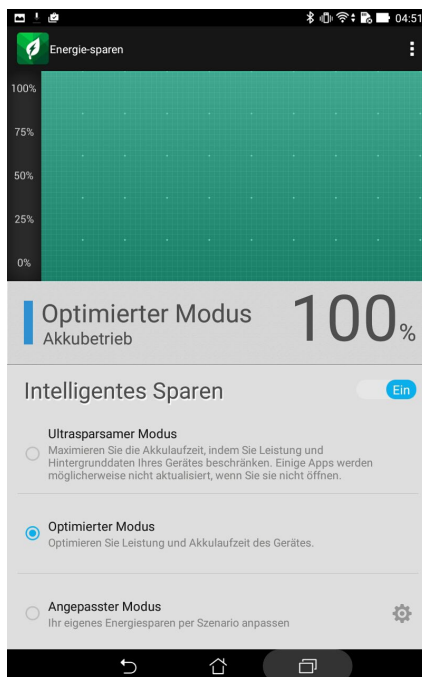 04:51
Energie-sparen
100%
75%
50%
25%
0%
Optimierter Modus
Akkubetrieb
100%
Intelligentes Sparen
Ein
Ultrasparsamer Modus
Maximieren Sie die Akkulaufzeit, indem Sie Leistung und
Hintergrunddaten Ihres Gerätes beschränken. Einige Apps werden
möglicherweise nicht aktualisiert, wenn Sie sie nicht öffnen.
Optimierter Modus
Optimieren Sie Leistung und Akkulaufzeit des Gerätes.
Angepasster Modus
Ihr eigenes Energiesparen per Szenario anpassen